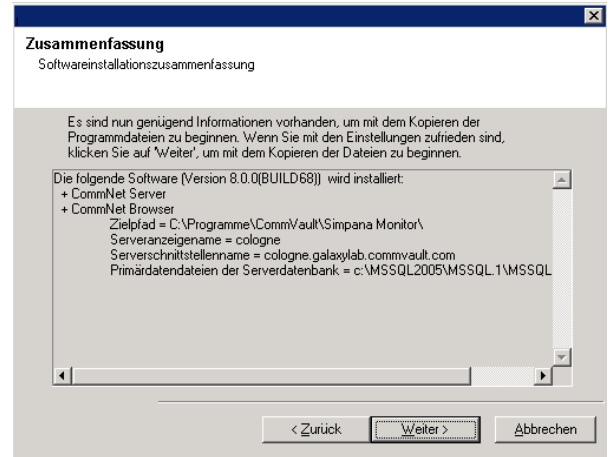 Zusammenfassung
Softwareinstallationszusammenfassung
Es sind nun genügend Informationen vorhanden, um mit dem Kopieren der
Programmdateien zu beginnen. Wenn Sie mit den Einstellungen zufrieden sind,
klicken Sie auf 'Weiter', um mit dem Kopieren der Dateien zu beginnen.
Die folgende Software (Version 8.0.0(BUILD68)) wird installiert:
+ CommNet Server
+ CommNet Browser
Zielpfad = C:\Programme\CommVault\Simpana Monitor\
Serveranzeigename = cologne
Serverschnittstellenname = cologne.galaxylab.commvault.com
Primärdatendateien der Serverdatenbank = c:\MSSQL2005\MSSQL.1\MSSQL
< Zurück Weiter > Abbrechen